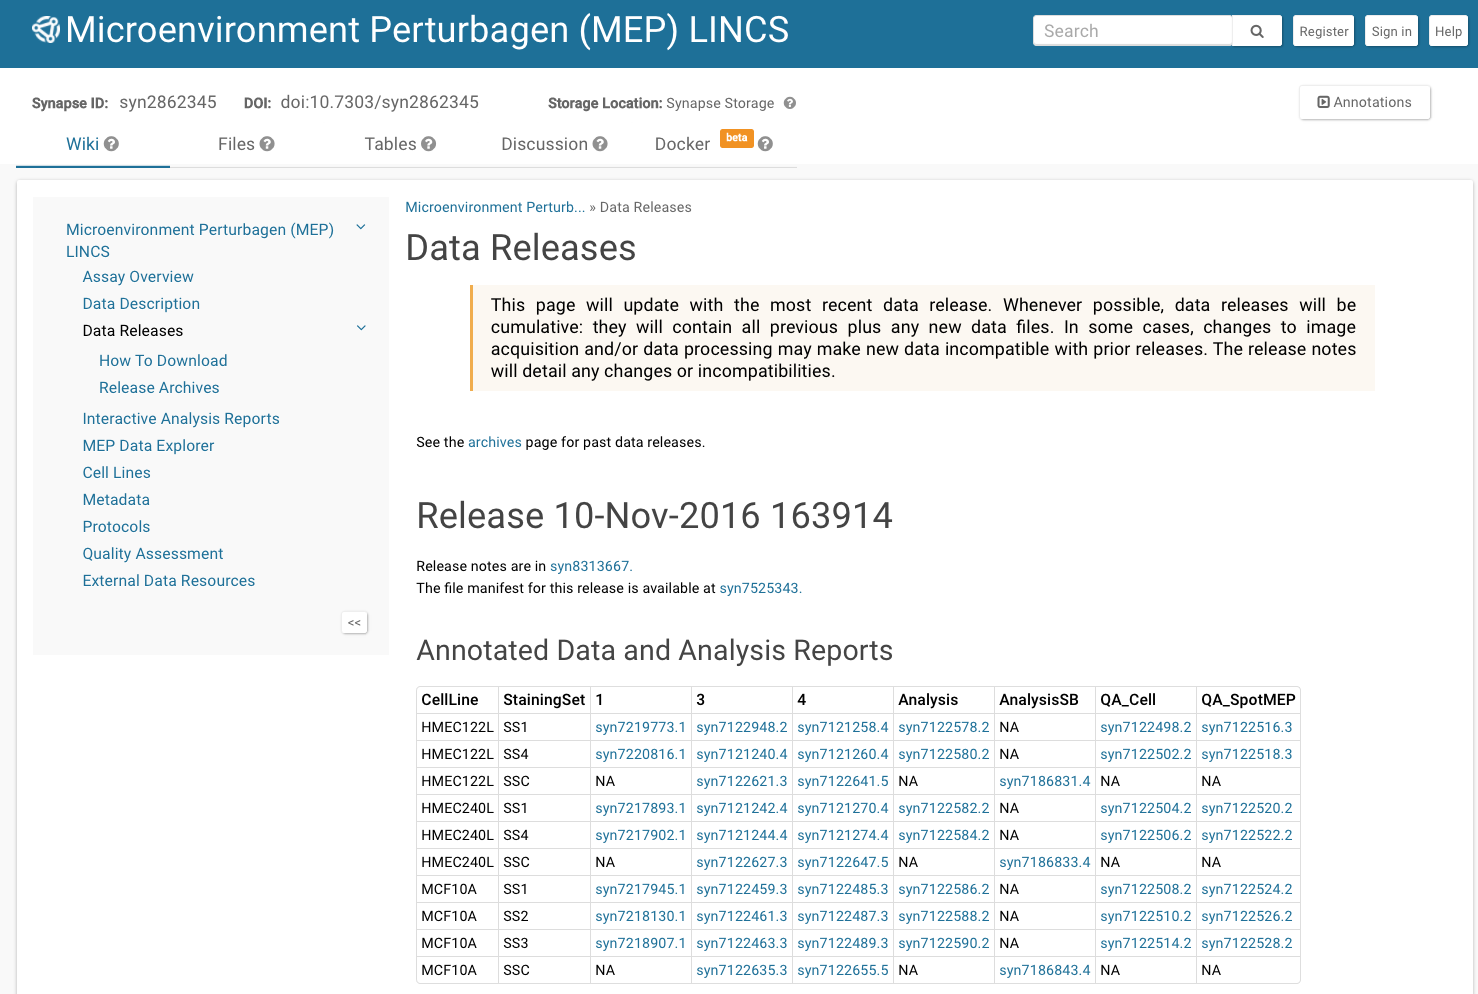 Microenvironment Perturbagen (MEP) LINCS
Search
Register
Sign in
Help
Synapse ID: syn2862345 DOI: doi:10.7303/syn2862345 Storage Location: Synapse Storage
Annotations
Wiki Files Tables Discussion Docker beta
Microenvironment Perturbagen (MEP)
LINCS
Assay Overview
Data Description
Data Releases
How To Download
Release Archives
Interactive Analysis Reports
MEP Data Explorer
Cell Lines
Metadata
Protocols
Quality Assessment
External Data Resources
<<
Microenvironment Perturb... » Data Releases
Data Releases
This page will update with the most recent data release. Whenever possible, data releases will be
cumulative: they will contain all previous plus any new data files. In some cases, changes to image
acquisition and/or data processing may make new data incompatible with prior releases. The release notes
will detail any changes or incompatibilities.
See the archives page for past data releases.
Release 10-Nov-2016 163914
Release notes are in syn8313667.
The file manifest for this release is available at syn7525343.
Annotated Data and Analysis Reports
CellLine StainingSet 1 3 4 Analysis AnalysisSB QA_Cell QA_SpotMEP
HMEC122L SS1 syn7219773.1 syn7122948.2 syn7121258.4 syn7122578.2 NA syn7122498.2 syn7122516.3
HMEC122L SS4 syn7220816.1 syn7121240.4 syn7121260.4 syn7122580.2 NA syn7122502.2 syn7122518.3
HMEC122L SSC NA syn7122621.3 syn7122641.5 NA syn7186831.4 NA NA
HMEC240L SS1 syn7217893.1 syn7121242.4 syn7121270.4 syn7122582.2 NA syn7122504.2 syn7122520.2
HMEC240L SS4 syn7217902.1 syn7121244.4 syn7121274.4 syn7122584.2 NA syn7122506.2 syn7122522.2
HMEC240L SSC NA syn7122627.3 syn7122647.5 NA syn7186833.4 NA NA
MCF10A SS1 syn7217945.1 syn7122459.3 syn7122485.3 syn7122586.2 NA syn7122508.2 syn7122524.2
MCF10A SS2 syn7218130.1 syn7122461.3 syn7122487.3 syn7122588.2 NA syn7122510.2 syn7122526.2
MCF10A SS3 syn7218907.1 syn7122463.3 syn7122489.3 syn7122590.2 NA syn7122514.2 syn7122528.2
MCF10A SSC NA syn7122635.3 syn7122655.5 NA syn7186843.4 NA NA